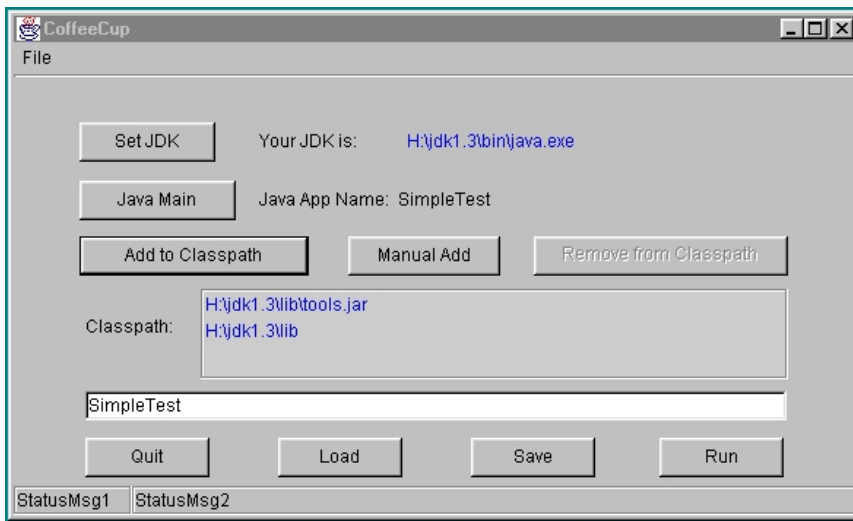 CoffeeCup
File
Set JDK Your JDK is: H:\jdk1.3\bin\java.exe
Java Main Java App Name: SimpleTest
Add to Classpath Manual Add Remove from Classpath
H:\jdk1.3\lib\tools.jar
Classpath:
H:\jdk1.3\lib
SimpleTest
Quit Load Save Run
StatusMsg1 StatusMsg2